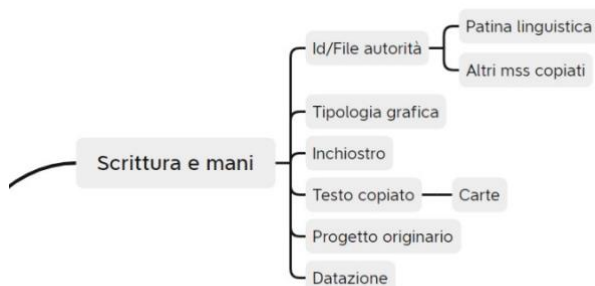 Scrittura e mani
Id/File autorità
Patina linguistica
Altri mss copiati
Tipologia grafica
Inchiostro
Testo copiato
Carte
Progetto originario
Datazione